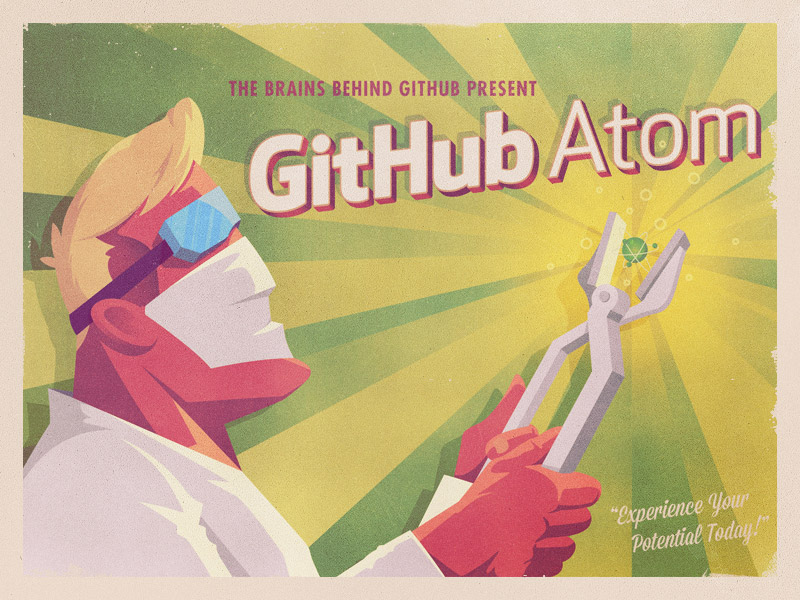 THE BRAINS BEHIND GITHUB PRESENT
GitHub Atom
“Experience Your
Potential Today!”